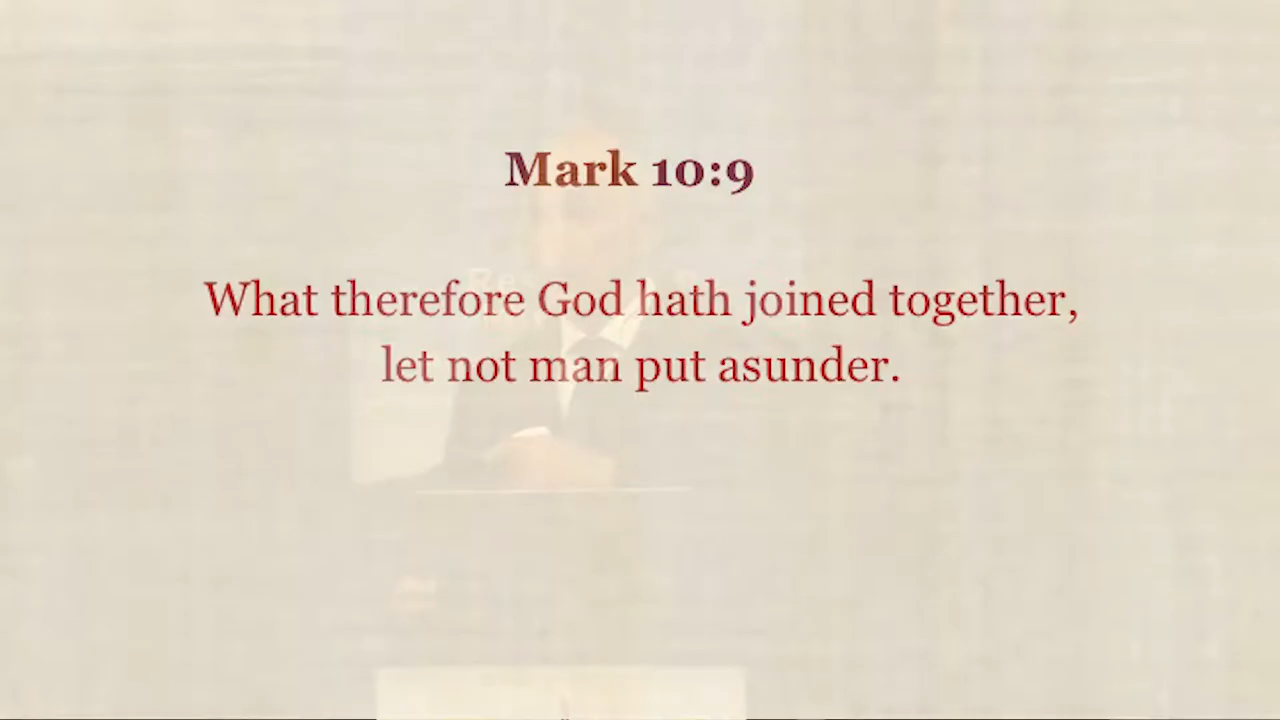 Mark 10:9
What therefore God hath joined together,
let not man put asunder.